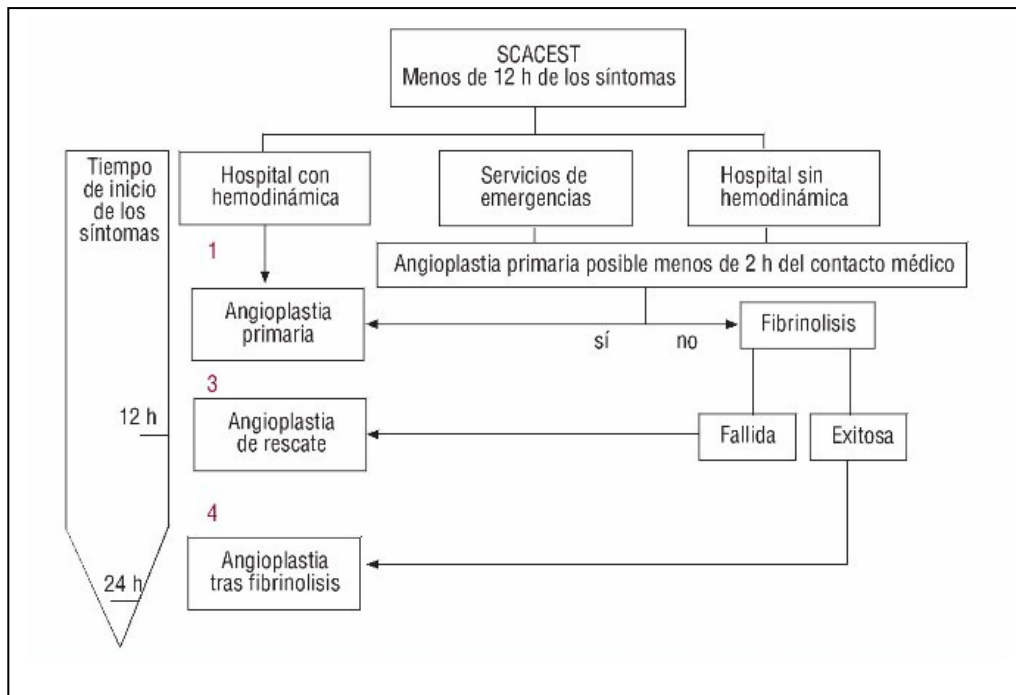 SCACEST
Menos de 12 h de los síntomas
Tiempo
de inicio
de los
síntomas
Hospital con
hemodinámica
Servicios de
emergencias
Hospital sin
hemodinámica
1
Angioplastia primaria posible menos de 2 h del contacto médico
Angioplastia
primaria
sí
no
Fibrinolisis
3
12 h
Angioplastia
de rescate
Fallida
Exitosa
4
Angioplastia
tras fibrinolisis
24 h